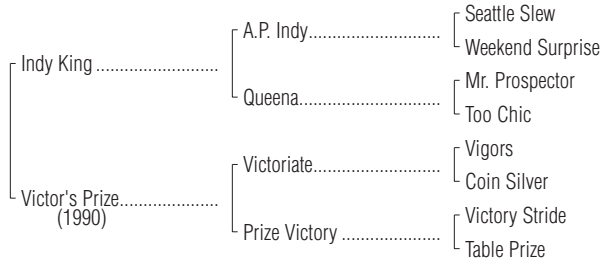 Seattle Slew
A.P. Indy
Weekend Surprise
Indy King
Mr. Prospector
Queena
Too Chic
Vigors
Victoriate
Coin Silver
Victor's Prize
(1990)
Victory Stride
Prize Victory
Table Prize